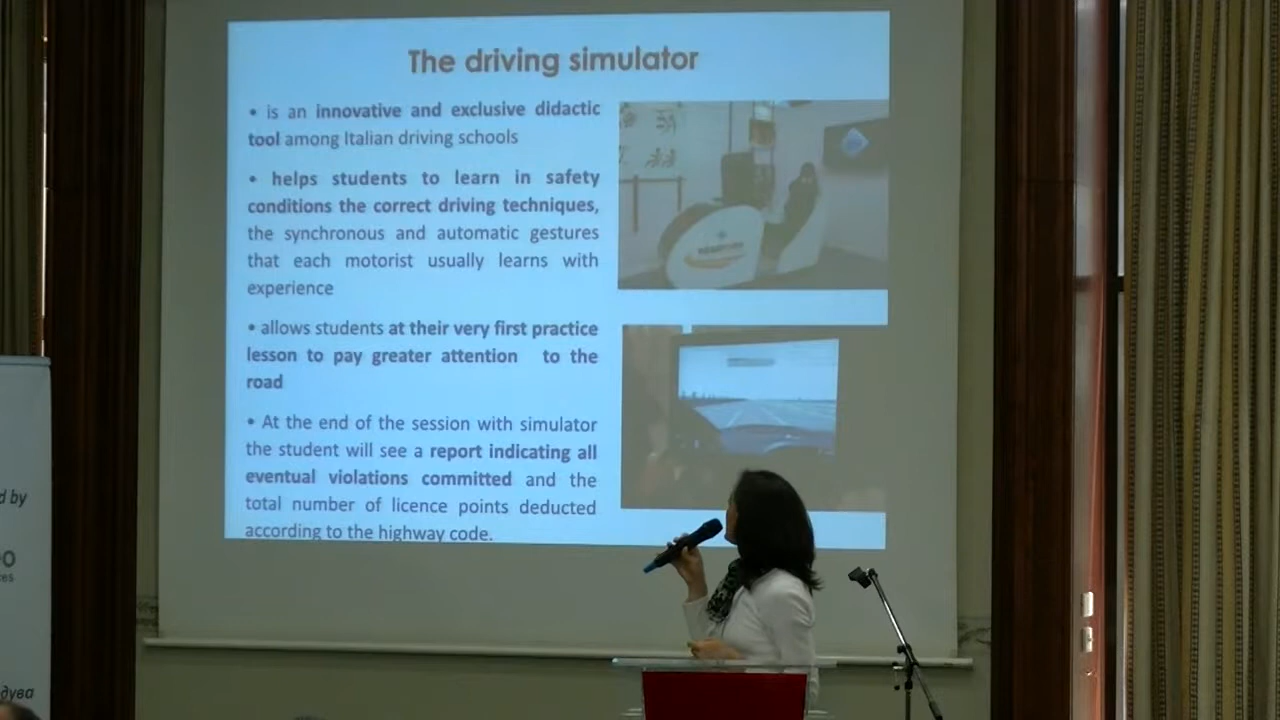 The driving simulator
• is an innovative and exclusive didactic
tool among Italian driving schools
• helps students to learn in safety
conditions the correct driving techniques,
the synchronous and automatic gestures
that each motorist usually learns with
experience
• allows students at their very first practice
lesson to pay greater attention to the
road
• At the end of the session with simulator
the student will see a report indicating all
eventual violations committed and the
total number of licence points deducted
according to the highway code.
d by
eo
es
дува